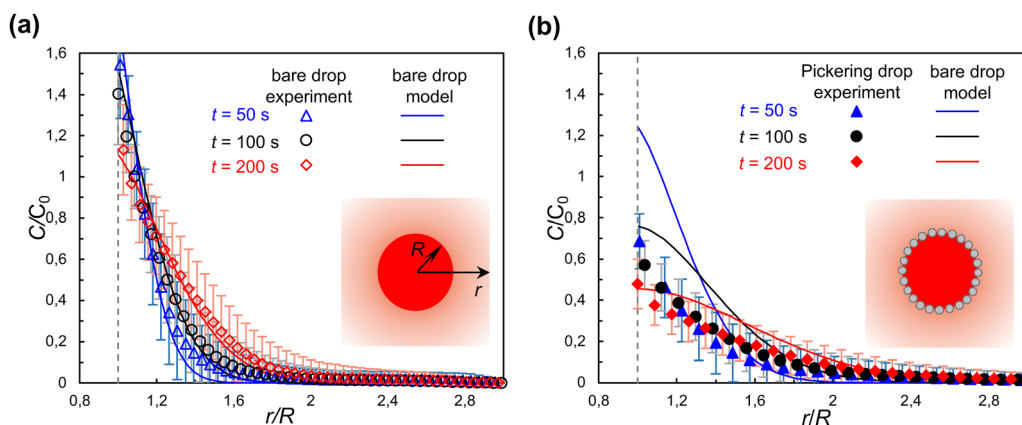 (a)
1,6
1,4
1,2
1
0,8
0,6
0,4
0,2
0
C/C0
0,8
1,2
1,6
2
2,4
2,8
r/R
bare drop experiment
bare drop model
t = 50 s
t = 100 s
t = 200 s
R
r
(b)
1,6
1,4
1,2
1
0,8
0,6
0,4
0,2
0
C/C0
0,8
1,2
1,6
2
2,4
2,8
r/R
Pickering drop experiment
bare drop model
t = 50 s
t = 100 s
t = 200 s